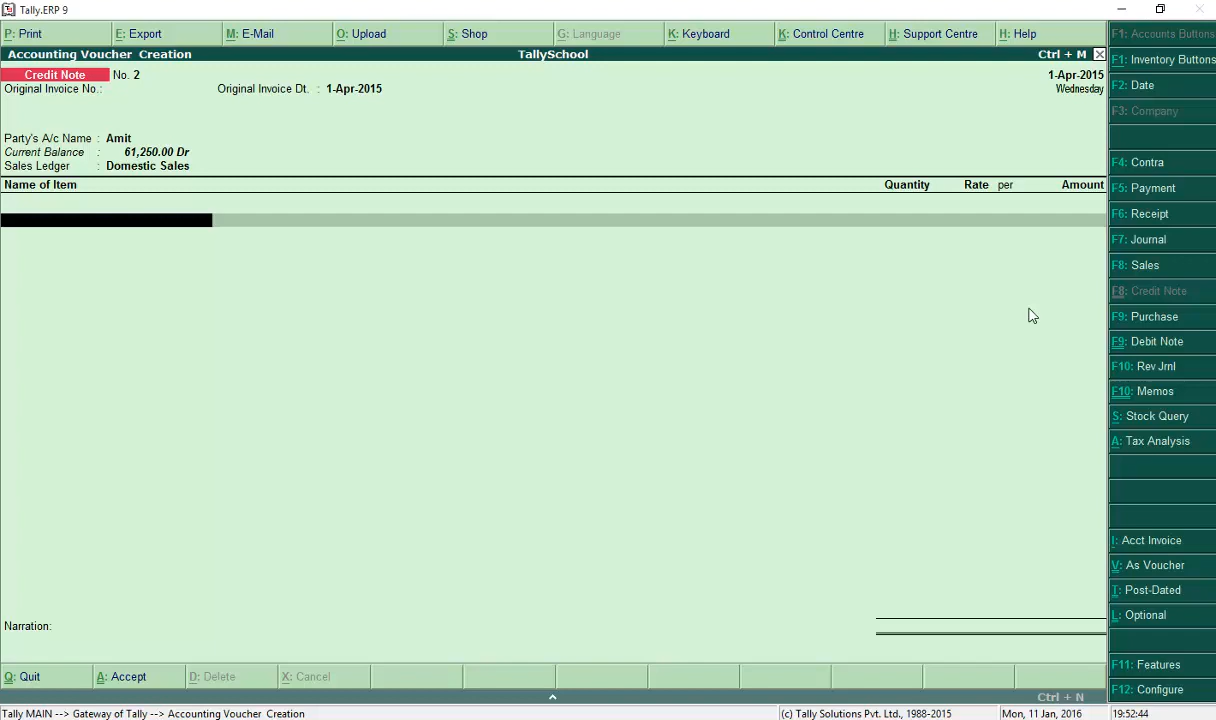 Tally.ERP 9
P: Print E: Export M: E-Mail O: Upload S: Shop G: Language K: Keyboard K: Control Centre H: Support Centre H: Help
Accounting Voucher Creation TallySchool Ctrl + M
Credit Note No. 2 1-Apr-2015
Original Invoice No.: Original Invoice Dt. : 1-Apr-2015 Wednesday
Party's A/c Name : Amit
Current Balance : 61,250.00 Dr
Sales Ledger : Domestic Sales
Name of Item Quantity Rate per Amount
Narration:
Q: Quit A: Accept D: Delete X: Cancel
Ctrl + N
F1: Accounts Buttons
F1: Inventory Buttons
F2: Date
F3: Company
F4: Contra
F5: Payment
F6: Receipt
F7: Journal
F8: Sales
F8: Credit Note
F9: Purchase
F9: Debit Note
F10: Rev Jrnl
F10: Memos
S: Stock Query
A: Tax Analysis
I: Acct Invoice
V: As Voucher
T: Post-Dated
L: Optional
F11: Features
F12: Configure
Tally MAIN --> Gateway of Tally --> Accounting Voucher Creation (c) Tally Solutions Pvt. Ltd., 1988-2015 Mon, 11 Jan, 2016 19:52:44